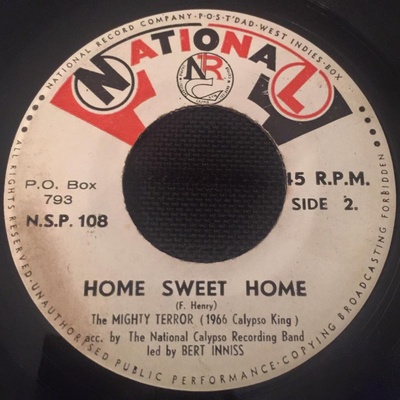 NATIONAL RECORD COMPANY-P-O-S-T'DAD-WEST INDIES-BOX
NATIONAL
NR
P.O. Box
793
N.S.P. 108
45 R.P.M.
SIDE 2.
HOME SWEET HOME
(F. Henry)
The MIGHTY TERROR (1966 Calypso King)
acc. by The National Calypso Recording Band
led by BERT INNISS
ALL RIGHTS RESERVED UNAUTHORISED PUBLIC PERFORMANCE-COPYING BROADCASTING FORBIDDEN